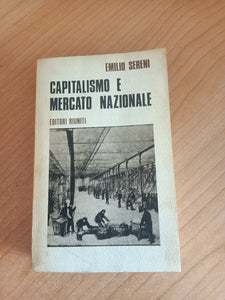 EMILIO SERENI
CAPITALISMO E
MERCATO NAZIONALE
EDITORI RIUNITI